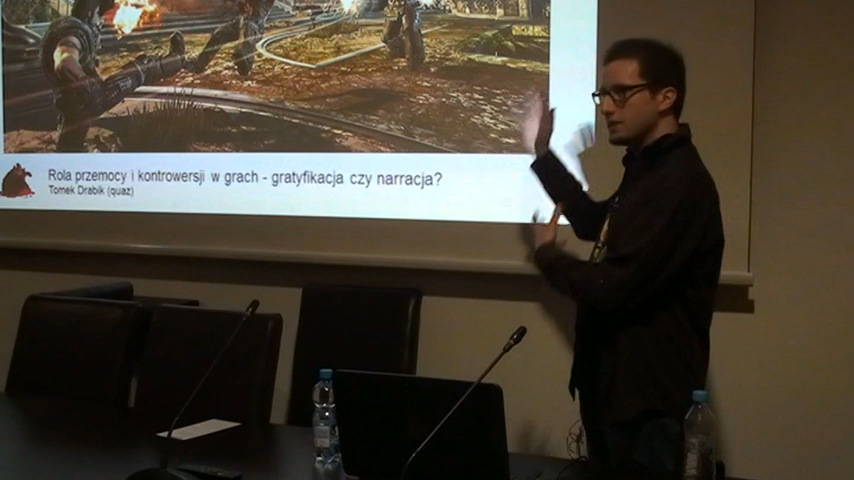 Rola przemocy i kontrowersji w grach - gratyfikacja czy narracja?
Tomek Drabik (quaz)